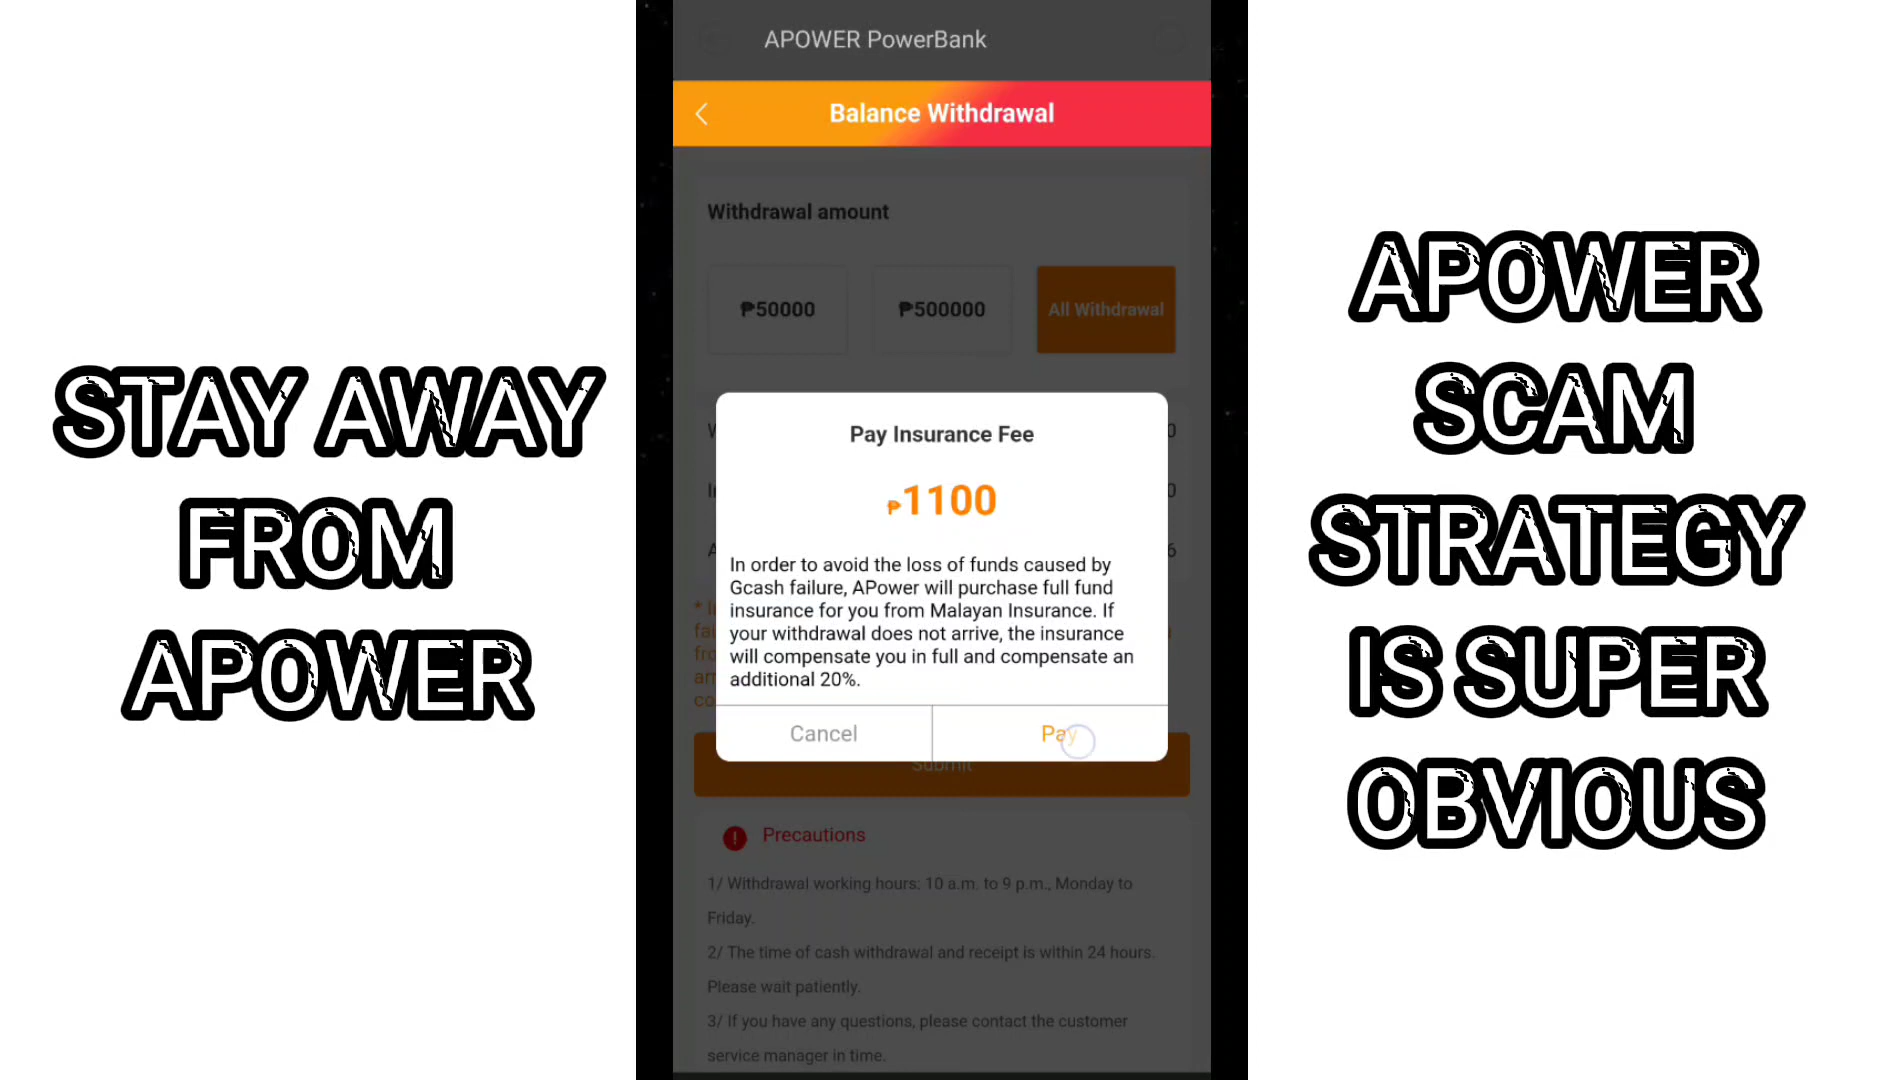 STAY AWAY
FROM
APOWER
APOWER PowerBank
Balance Withdrawal
Withdrawal amount
₱50000
₱500000
All Withdrawal
Pay Insurance Fee
₱1100
In order to avoid the loss of funds caused by
Gcash failure, APower will purchase full fund
insurance for you from Malayan Insurance. If
your withdrawal does not arrive, the insurance
will compensate you in full and compensate an
additional 20%.
Cancel
Pay
Submit
Precautions
1/ Withdrawal working hours: 10 a.m. to 9 p.m., Monday to
Friday.
2/ The time of cash withdrawal and receipt is within 24 hours.
Please wait patiently.
3/ If you have any questions, please contact the customer
service manager in time.
APOWER
SCAM
STRATEGY
IS SUPER
OBVIOUS